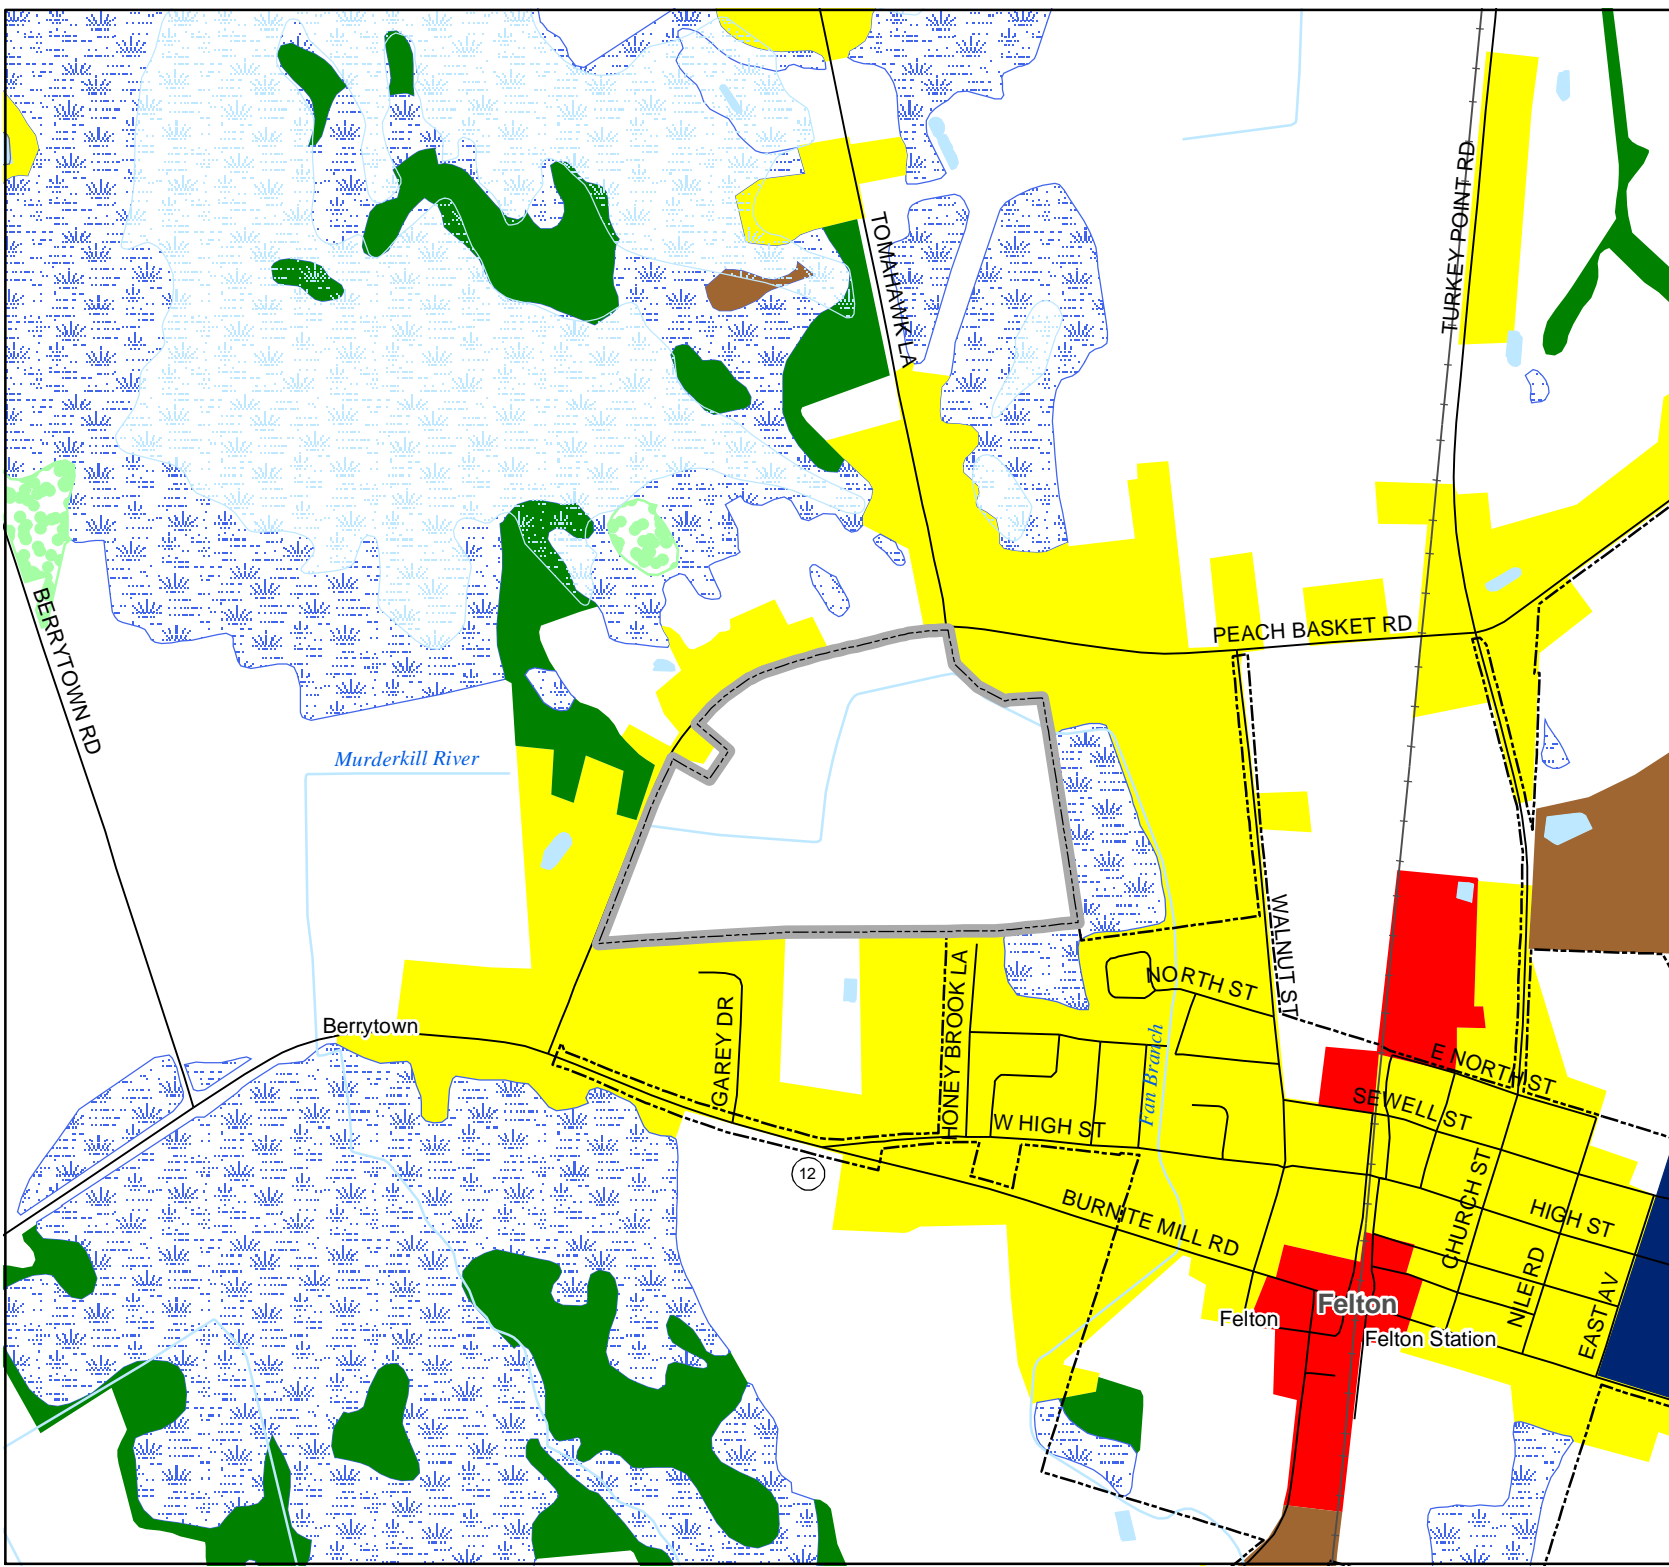 TOMAHAWK LA
TURKEY POINT RD
BERRYTOWN RD
PEACH BASKET RD
Murderkill River
WALNUT ST
NORTH ST
HONEY BROOK LA
GAREY DR
Berrytown
Fan Branch
E NORTH ST
SEWELL ST
W HIGH ST
12
CHURCH ST
BURNITE MILL RD
HIGH ST
NILE RD
EAST AV
Felton
Felton
Felton Station